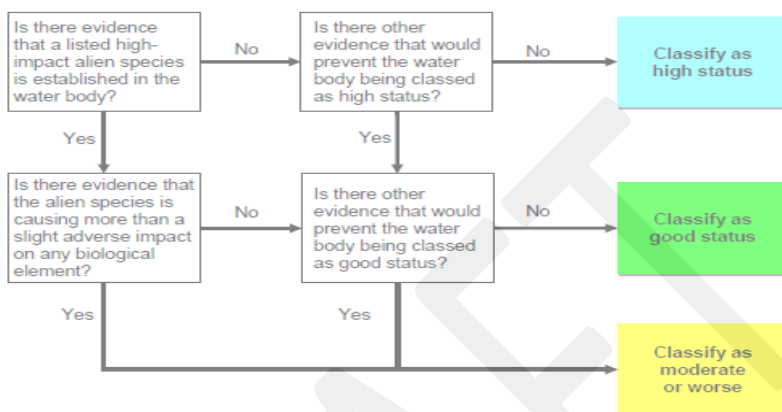 Is there evidence
that a listed high-
impact alien species
is established in the
water body?
No
Is there other
evidence that would
prevent the water
body being classed
as high status?
No
Classify as
high status
Yes
Yes
Is there evidence that
the alien species is
causing more than a
slight adverse impact
on any biological
element?
No
Is there other
evidence that would
prevent the water
body being classed
as good status?
No
Classify as
good status
Yes
Yes
Classify as
moderate
or worse